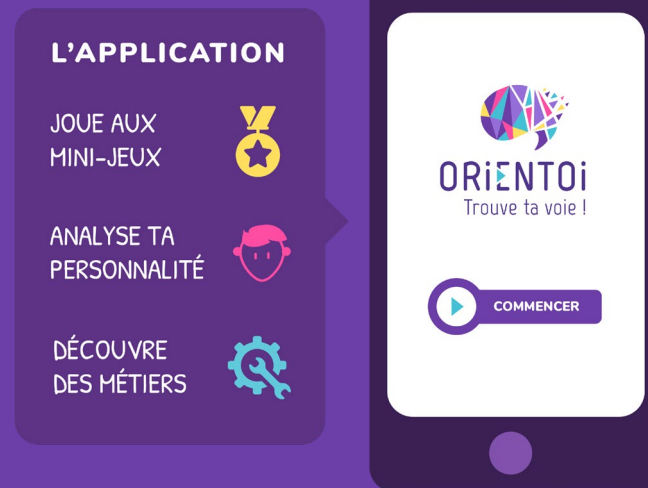 L'APPLICATION
JOUE AUX
MINI-JEUX
ANALYSE TA
PERSONNALITÉ
DÉCOUVRE
DES MÉTIERS
ORiENTOi
Trouve ta voie !
COMMENCER